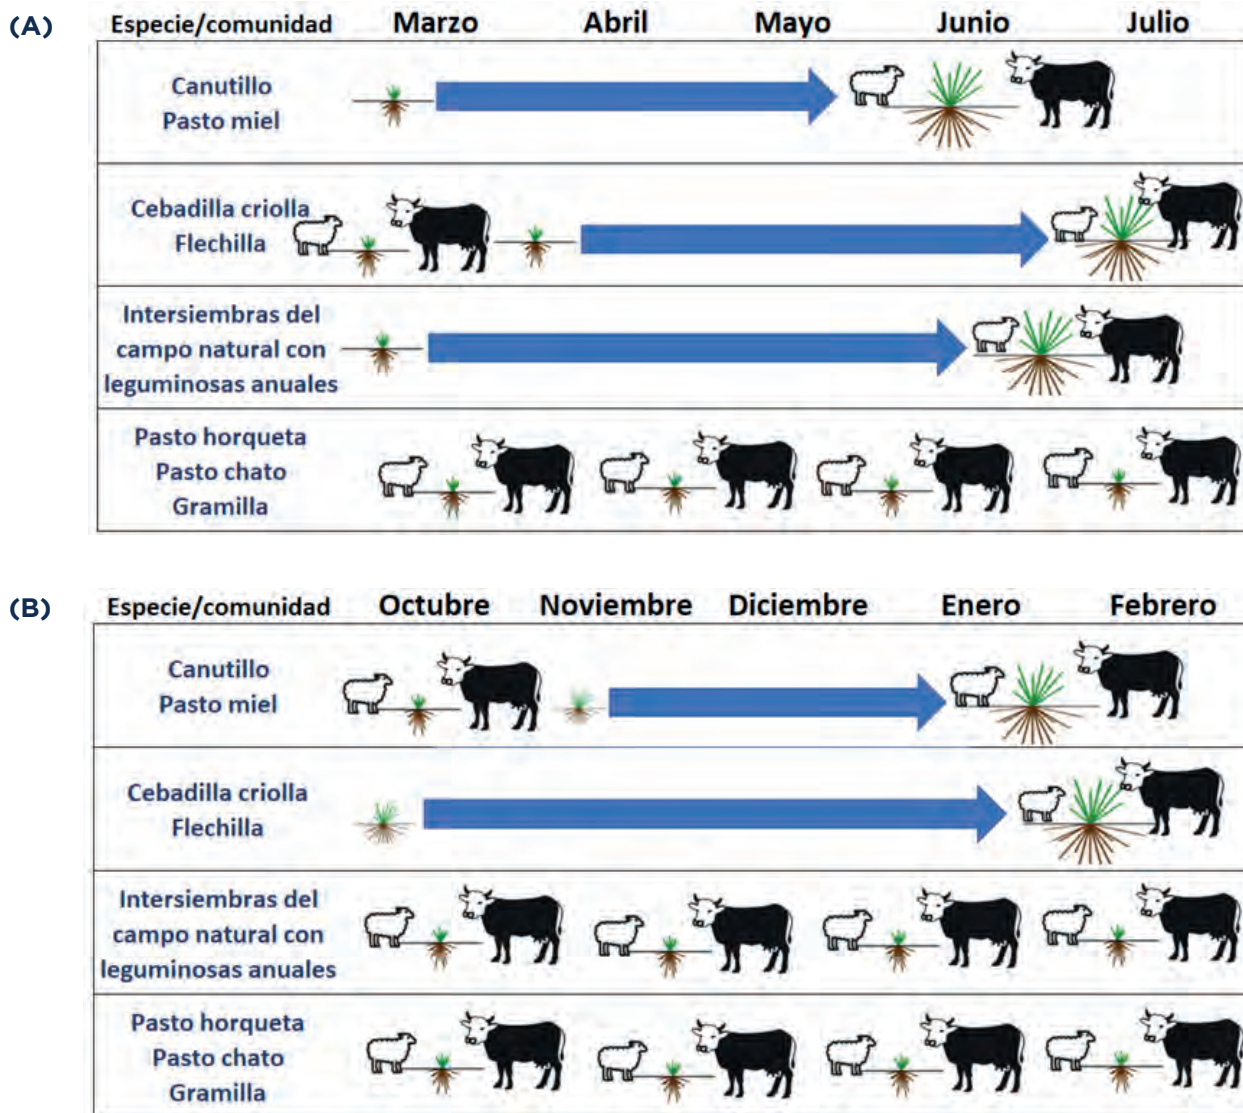 (A)
Especie/comunidad Marzo Abril Mayo Junio Julio
Canutillo
Pasto miel
Cebadilla criolla
Flechilla
Intersiembras del
campo natural con
leguminosas anuales
Pasto horqueta
Pasto chato
Gramilla
(B)
Especie/comunidad Octubre Noviembre Diciembre Enero Febrero
Canutillo
Pasto miel
Cebadilla criolla
Flechilla
Intersiembras del
campo natural con
leguminosas anuales
Pasto horqueta
Pasto chato
Gramilla